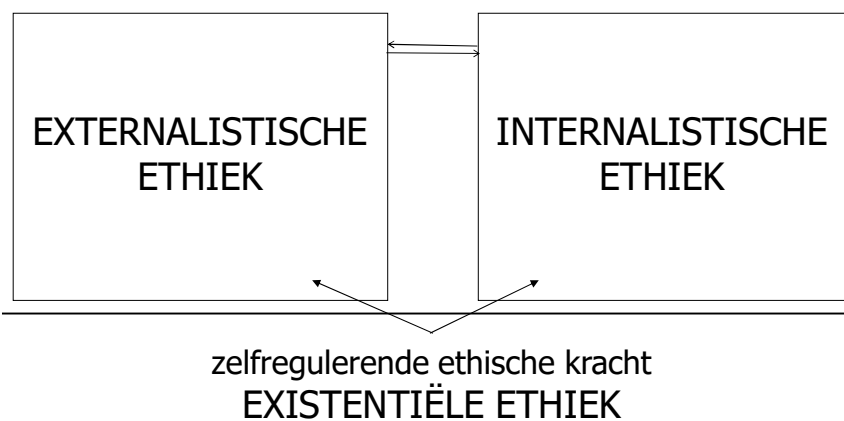 EXTERNALISTISCHE
ETHIEK
INTERNALISTISCHE
ETHIEK
zelfregulerende ethische kracht
EXISTENTIËLE ETHIEK